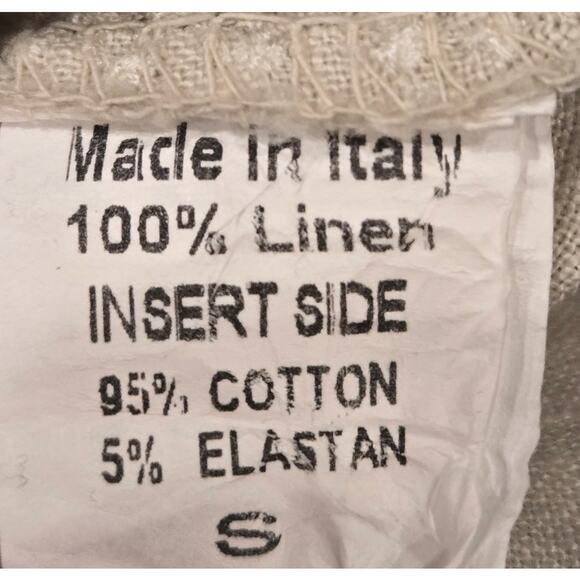 Made in Italy
100% Linen
INSERT SIDE
95% COTTON
5% ELASTAN
S